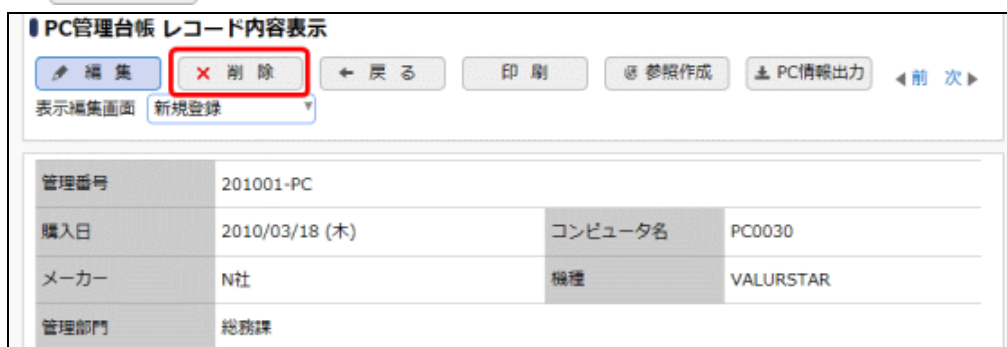 PC管理台帳 レコード内容表示
編集 削除 戻る 印刷 参照作成 PC情報出力 前 次
表示編集画面 新規登録
管理番号 201001-PC
購入日 2010/03/18 (木) コンピュータ名 PC0030
メーカー N社 機種 VALURSTAR
管理部門 総務課